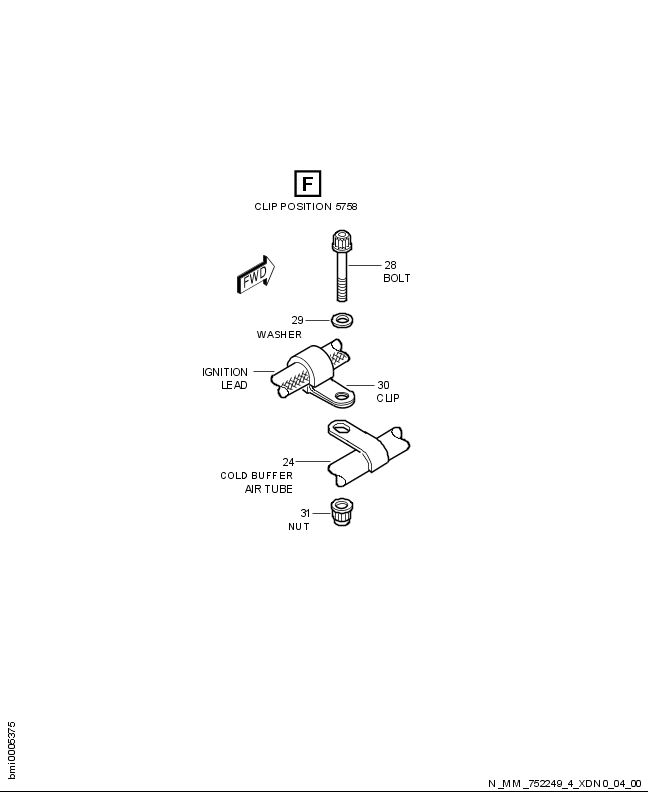 F
CLIP POSITION 5758
FWD
28
BOLT
29
WASHER
IGNITION
LEAD
30
CLIP
24
COLD BUFFER
AIR TUBE
31
NUT
bmi0006375
N_MM_752249_4_XDN0_04_00